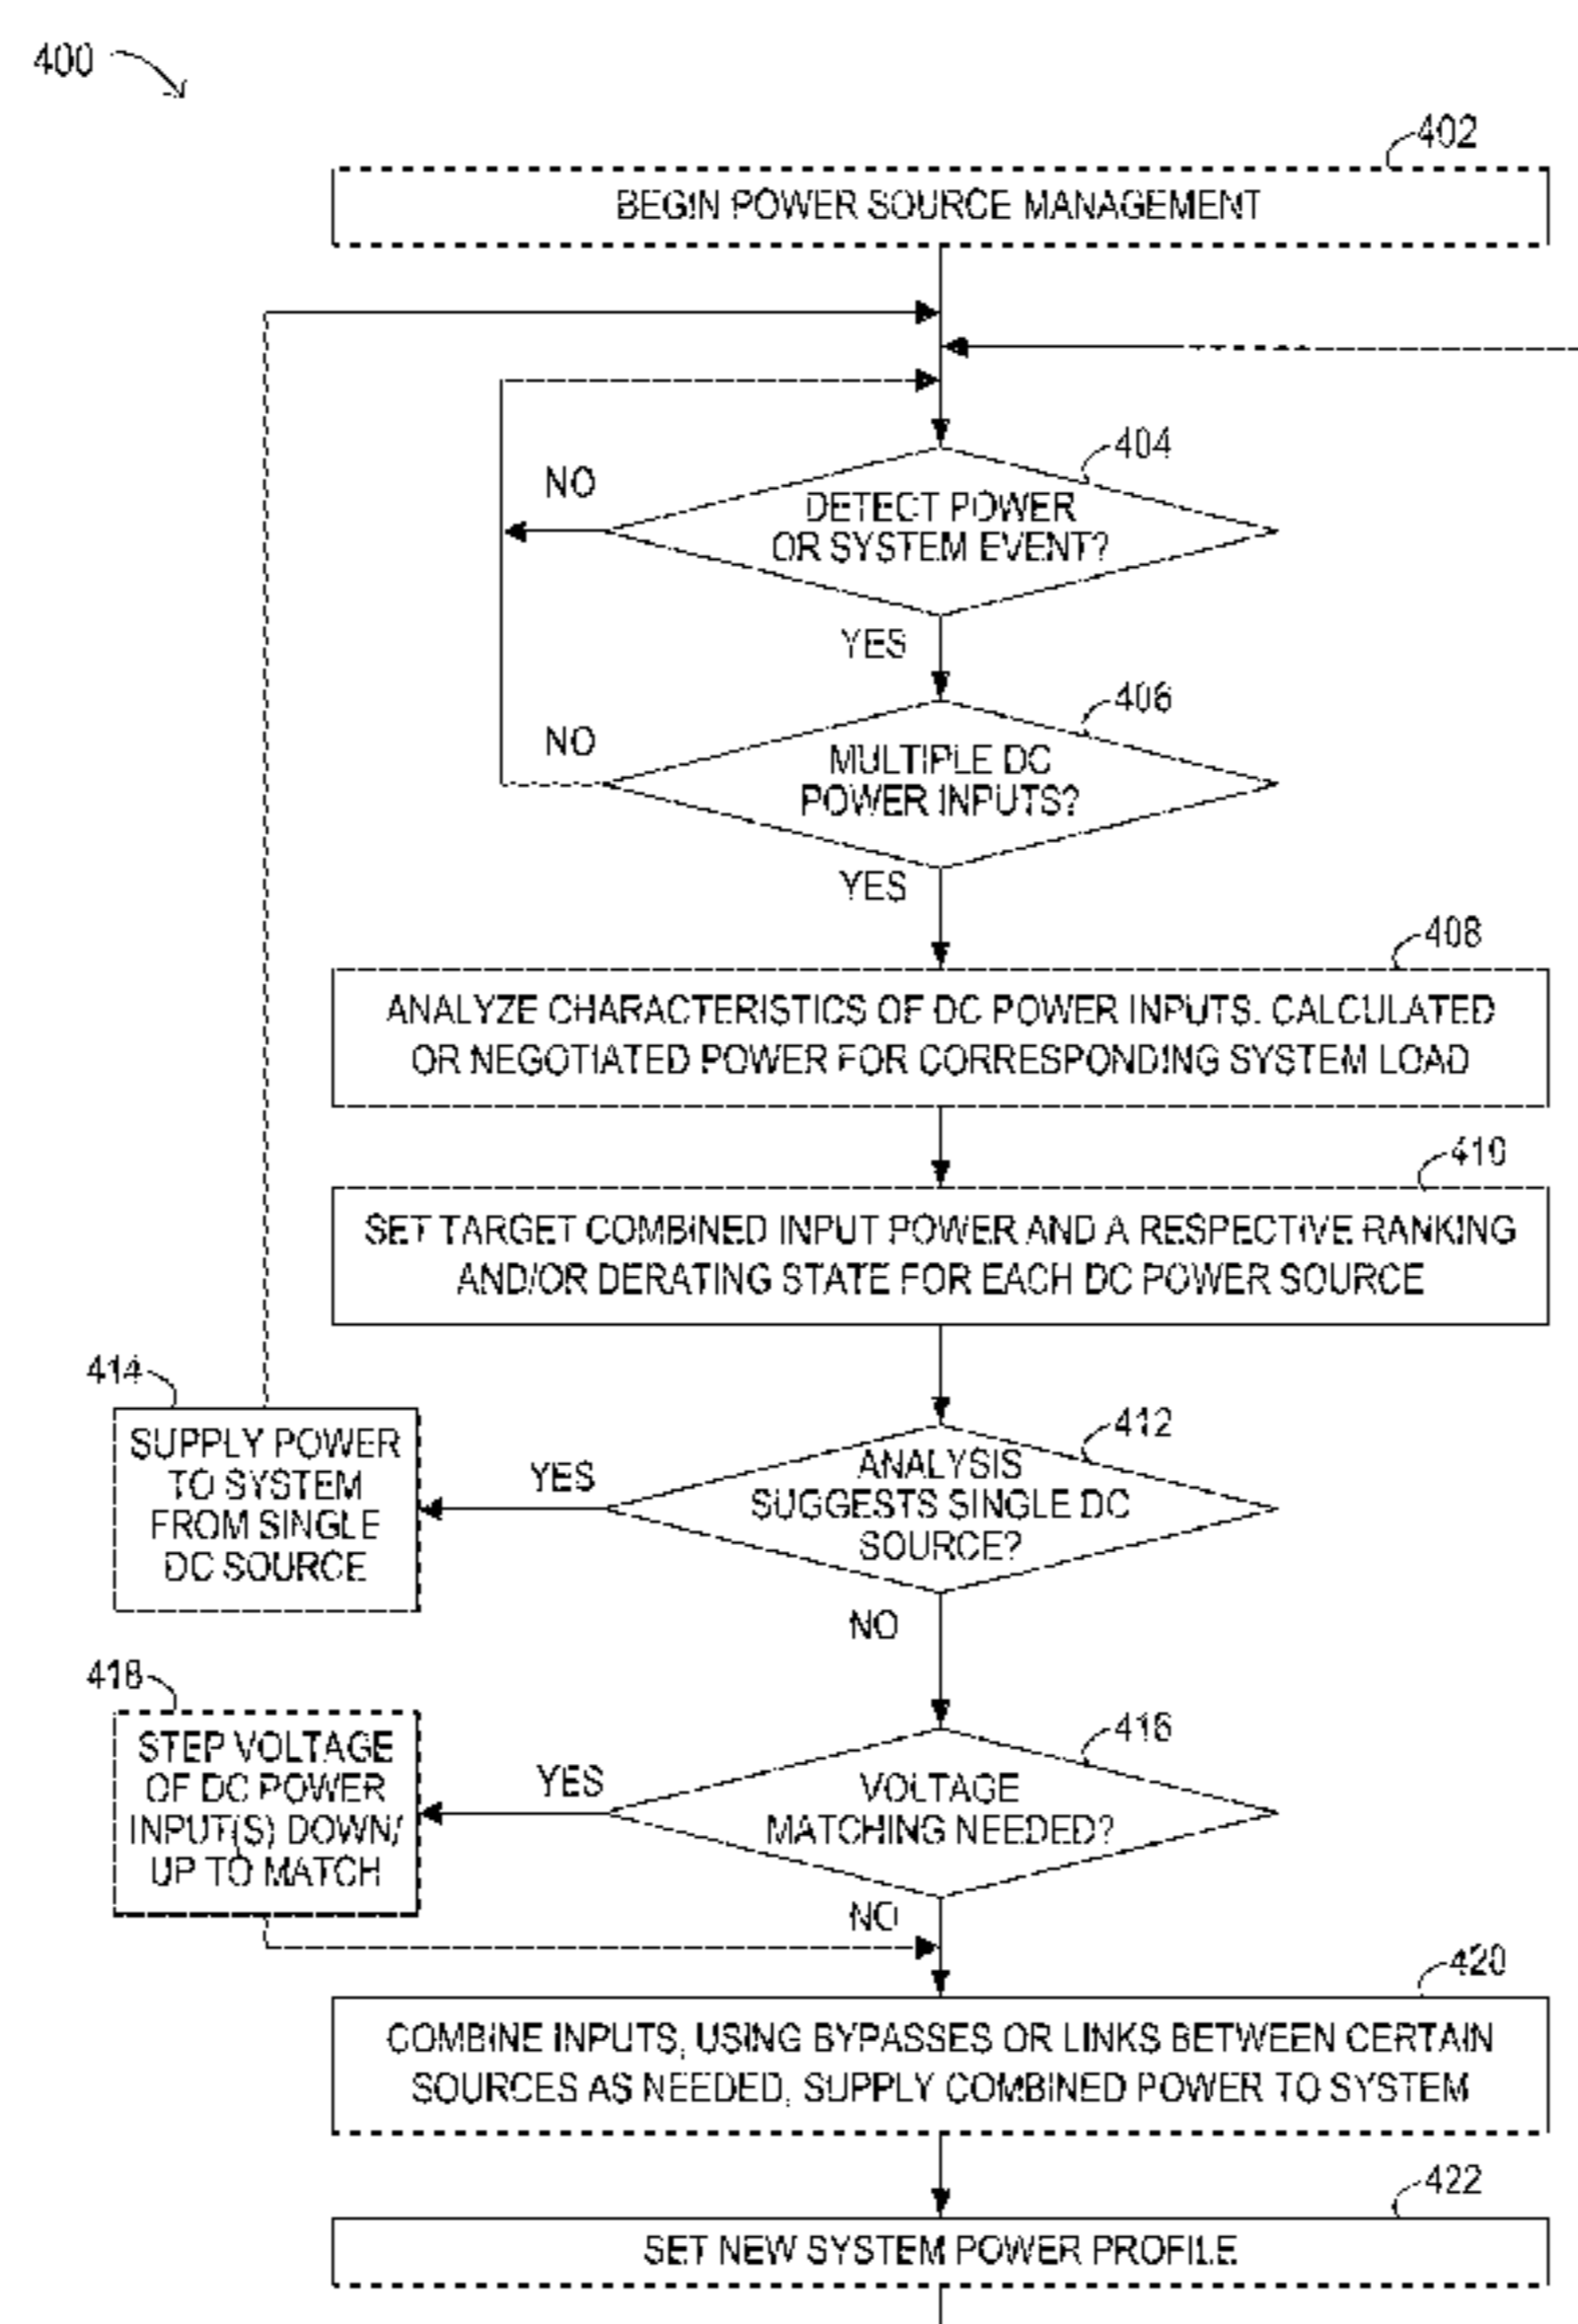 400
402
BEGIN POWER SOURCE MANAGEMENT
404
NO
DETECT POWER
OR SYSTEM EVENT?
YES
406
NO
MULTIPLE DC
POWER INPUTS?
YES
408
ANALYZE CHARACTERISTICS OF DC POWER INPUTS, CALCULATED
OR NEGOTIATED POWER FOR CORRESPONDING SYSTEM LOAD
410
SET TARGET COMBINED INPUT POWER AND A RESPECTIVE RANKING
AND/OR DERATING STATE FOR EACH DC POWER SOURCE
414
SUPPLY POWER
TO SYSTEM
FROM SINGLE
DC SOURCE
YES
412
ANALYSIS
SUGGESTS SINGLE DC
SOURCE?
NO
418
STEP VOLTAGE
OF DC POWER
INPUT(S) DOWN/
UP TO MATCH
YES
416
VOLTAGE
MATCHING NEEDED?
NO
420
COMBINE INPUTS, USING BYPASSES OR LINKS BETWEEN CERTAIN
SOURCES AS NEEDED, SUPPLY COMBINED POWER TO SYSTEM
422
SET NEW SYSTEM POWER PROFILE